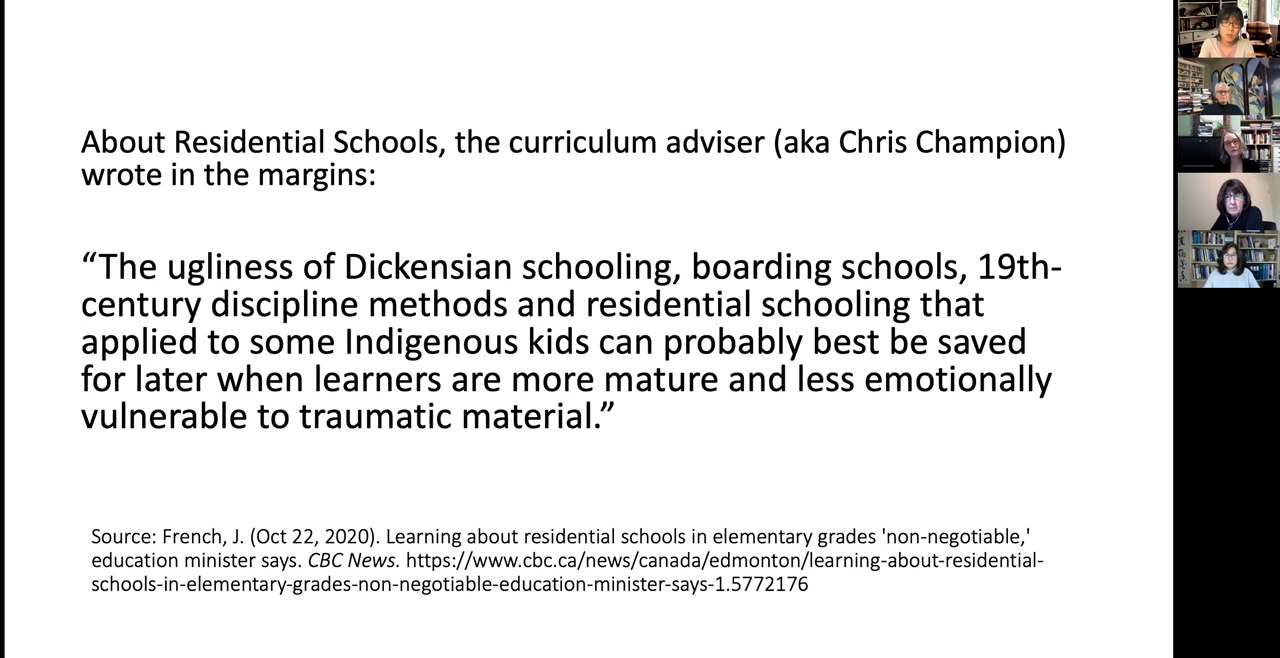 About Residential Schools, the curriculum adviser (aka Chris Champion)
wrote in the margins:
“The ugliness of Dickensian schooling, boarding schools, 19th-
century discipline methods and residential schooling that
applied to some Indigenous kids can probably best be saved
for later when learners are more mature and less emotionally
vulnerable to traumatic material.”
Source: French, J. (Oct 22, 2020). Learning about residential schools in elementary grades 'non-negotiable,'
education minister says. CBC News. https://www.cbc.ca/news/canada/edmonton/learning-about-residential-
schools-in-elementary-grades-non-negotiable-education-minister-says-1.5772176